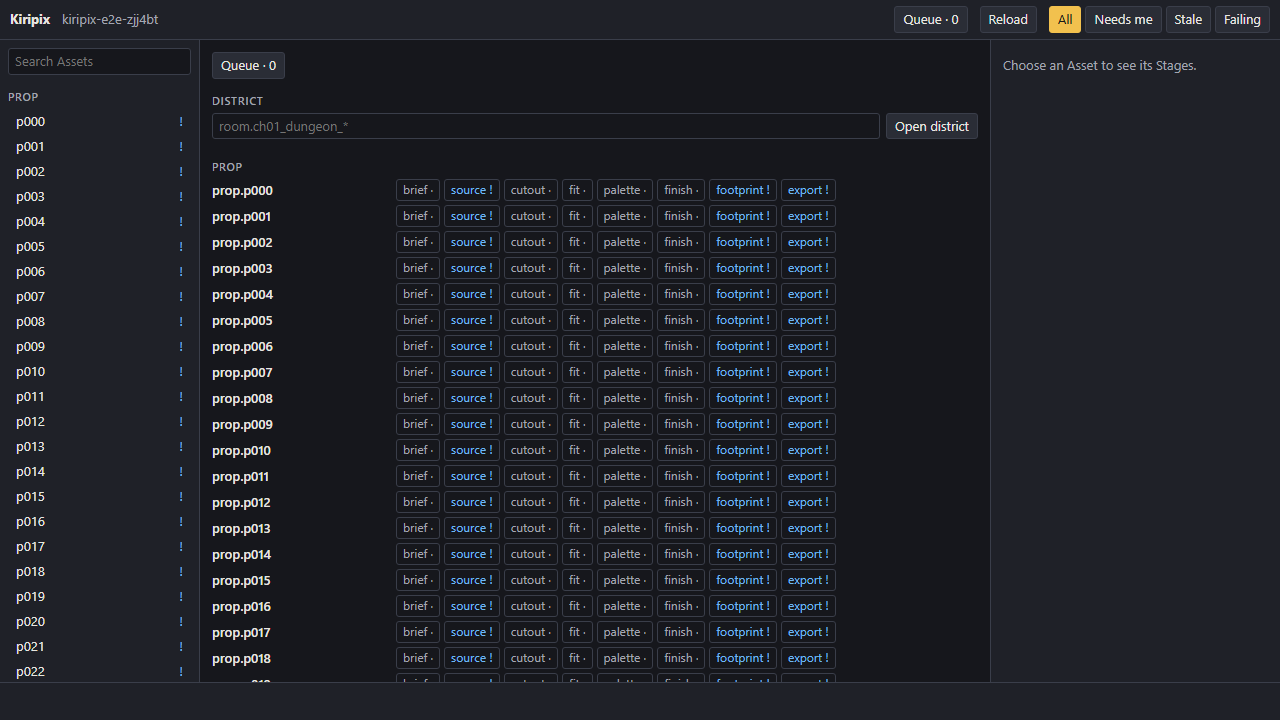 Kiripix kiripix-e2e-zjj4bt Queue · 0 Reload All Needs me Stale Failing
Search Assets
PROP
p000 !
p001 !
p002 !
p003 !
p004 !
p005 !
p006 !
p007 !
p008 !
p009 !
p010 !
p011 !
p012 !
p013 !
p014 !
p015 !
p016 !
p017 !
p018 !
p019 !
p020 !
p021 !
p022 !
Queue · 0
DISTRICT
room.ch01_dungeon_* Open district
PROP
prop.p000 brief · source ! cutout · fit · palette · finish · footprint ! export !
prop.p001 brief · source ! cutout · fit · palette · finish · footprint ! export !
prop.p002 brief · source ! cutout · fit · palette · finish · footprint ! export !
prop.p003 brief · source ! cutout · fit · palette · finish · footprint ! export !
prop.p004 brief · source ! cutout · fit · palette · finish · footprint ! export !
prop.p005 brief · source ! cutout · fit · palette · finish · footprint ! export !
prop.p006 brief · source ! cutout · fit · palette · finish · footprint ! export !
prop.p007 brief · source ! cutout · fit · palette · finish · footprint ! export !
prop.p008 brief · source ! cutout · fit · palette · finish · footprint ! export !
prop.p009 brief · source ! cutout · fit · palette · finish · footprint ! export !
prop.p010 brief · source ! cutout · fit · palette · finish · footprint ! export !
prop.p011 brief · source ! cutout · fit · palette · finish · footprint ! export !
prop.p012 brief · source ! cutout · fit · palette · finish · footprint ! export !
prop.p013 brief · source ! cutout · fit · palette · finish · footprint ! export !
prop.p014 brief · source ! cutout · fit · palette · finish · footprint ! export !
prop.p015 brief · source ! cutout · fit · palette · finish · footprint ! export !
prop.p016 brief · source ! cutout · fit · palette · finish · footprint ! export !
prop.p017 brief · source ! cutout · fit · palette · finish · footprint ! export !
prop.p018 brief · source ! cutout · fit · palette · finish · footprint ! export !
Choose an Asset to see its Stages.